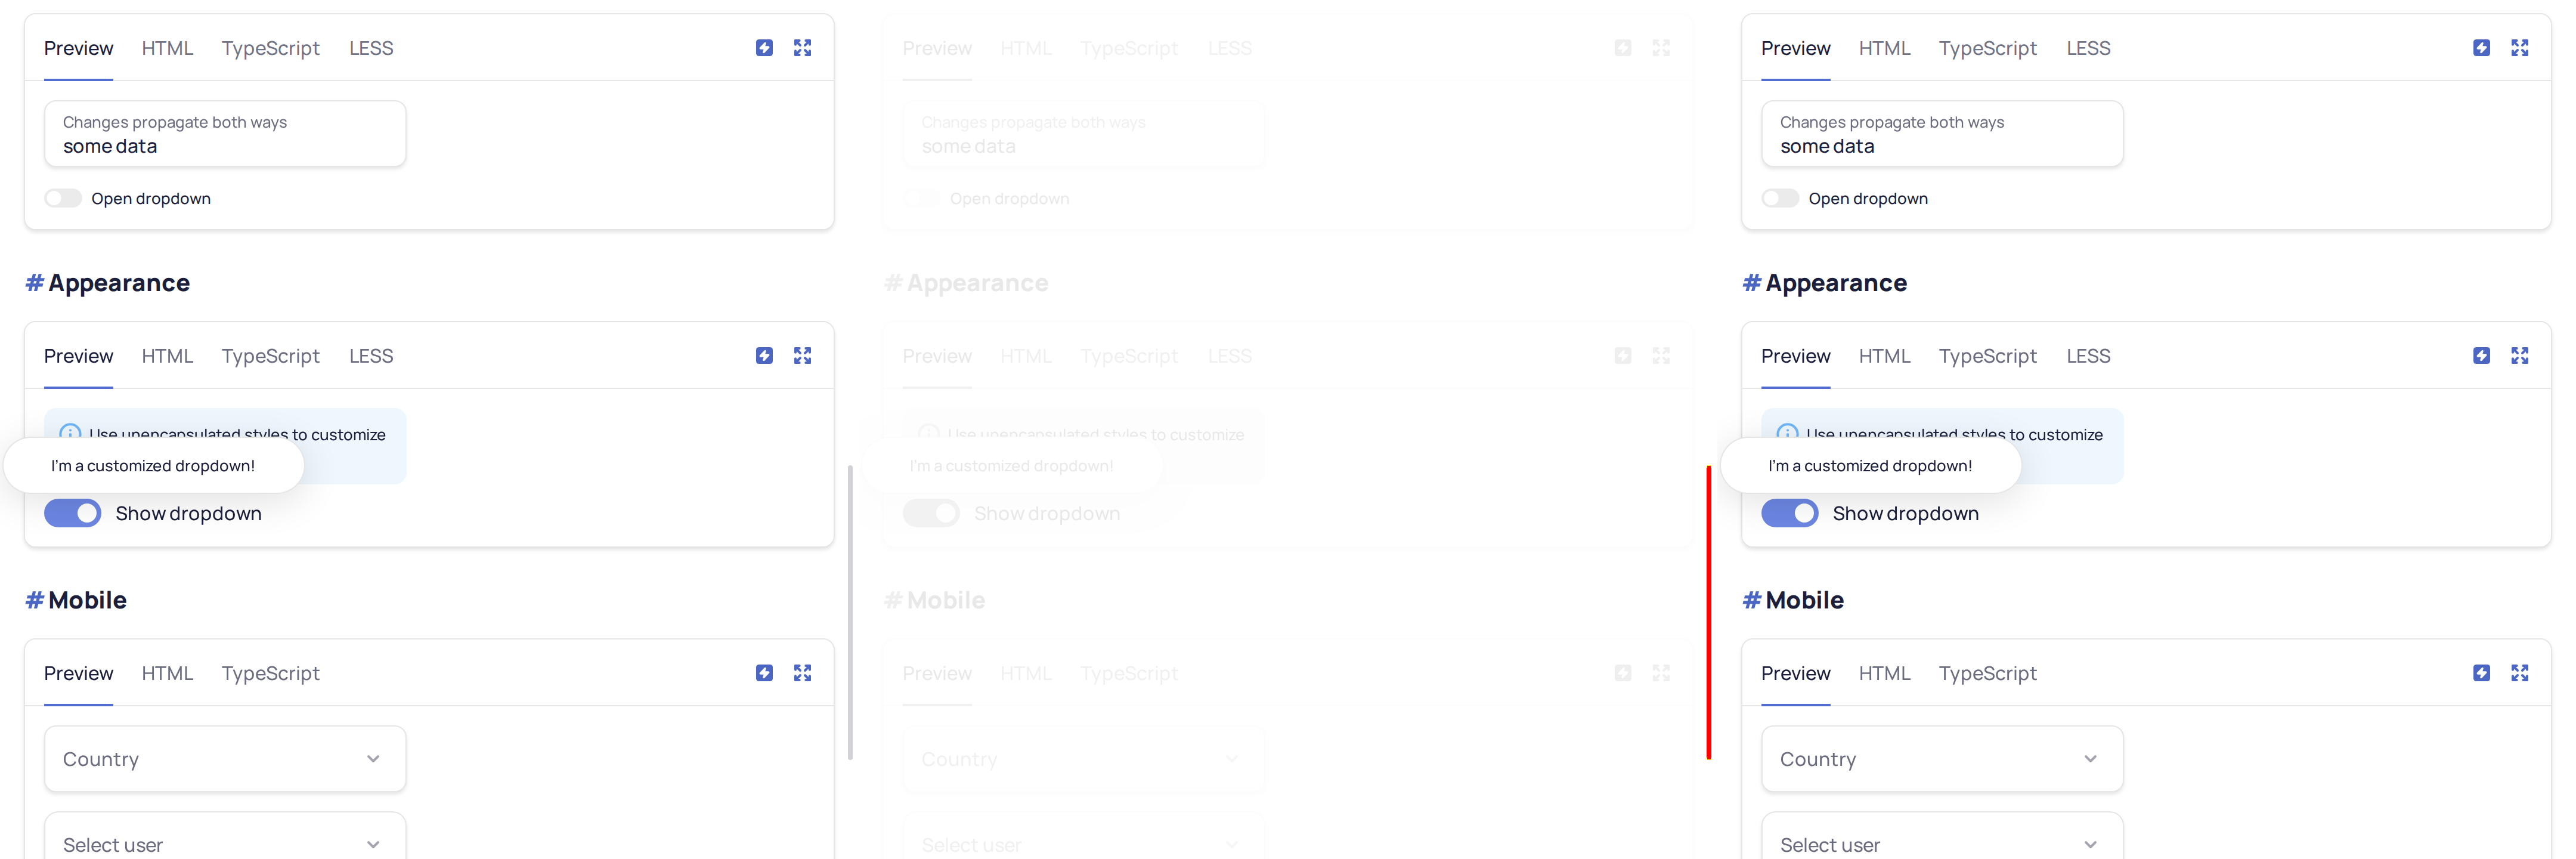 Preview HTML TypeScript LESS
Changes propagate both ways
some data
Open dropdown
# Appearance
Preview HTML TypeScript LESS
Use unencapsulated styles to customize
I'm a customized dropdown!
Show dropdown
# Mobile
Preview HTML TypeScript
Country
Select user
Preview HTML TypeScript LESS
Changes propagate both ways
some data
Open dropdown
# Appearance
Preview HTML TypeScript LESS
Use unencapsulated styles to customize
I'm a customized dropdown!
Show dropdown
# Mobile
Preview HTML TypeScript
Country
Select user
Preview HTML TypeScript LESS
Changes propagate both ways
some data
Open dropdown
# Appearance
Preview HTML TypeScript LESS
Use unencapsulated styles to customize
I'm a customized dropdown!
Show dropdown
# Mobile
Preview HTML TypeScript
Country
Select user